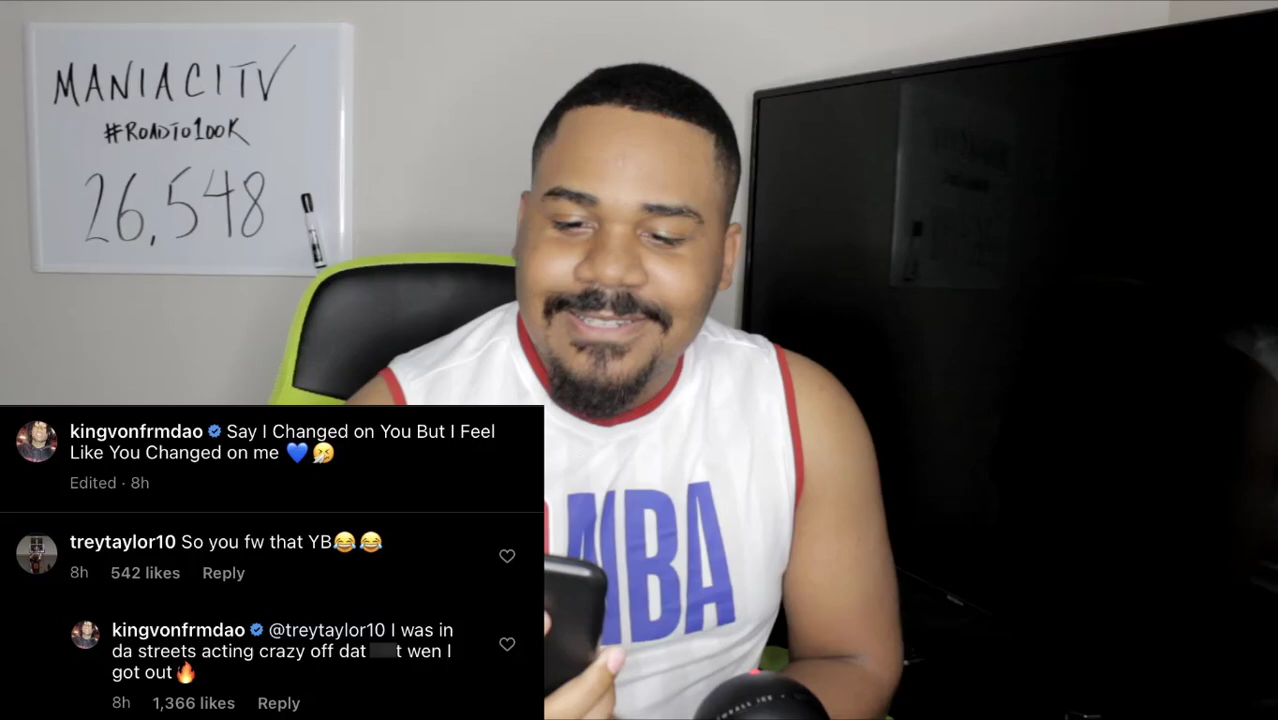 MANIACITV
#ROADTO100K
26,548
NBA
kingvonfrmdao Say I Changed on You But I Feel
Like You Changed on me 💙 🤧
Edited · 8h
treytaylor10 So you fw that YB😂 😂
8h 542 likes Reply
kingvonfrmdao @treytaylor10 I was in
da streets acting crazy off dat t wen I
got out 🔥
8h 1,366 likes Reply